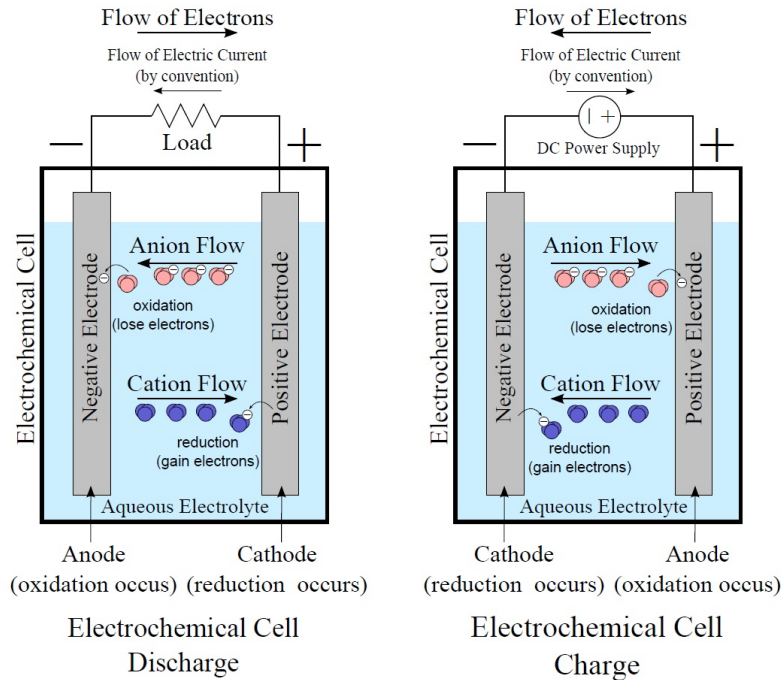 Flow of Electrons
Flow of Electric Current
(by convention)
−
Load
+
Electrochemical Cell
Negative Electrode
Positive Electrode
Anion Flow
oxidation
(lose electrons)
Cation Flow
reduction
(gain electrons)
Aqueous Electrolyte
Anode
(oxidation occus)
Cathode
(reduction occurs)
Electrochemical Cell
Discharge
Flow of Electrons
Flow of Electric Current
(by convention)
−
DC Power Supply
+
Electrochemical Cell
Negative Electrode
Positive Electrode
Anion Flow
oxidation
(lose electrons)
Cation Flow
reduction
(gain electrons)
Aqueous Electrolyte
Cathode
(reduction occurs)
Anode
(oxidation occus)
Electrochemical Cell
Charge